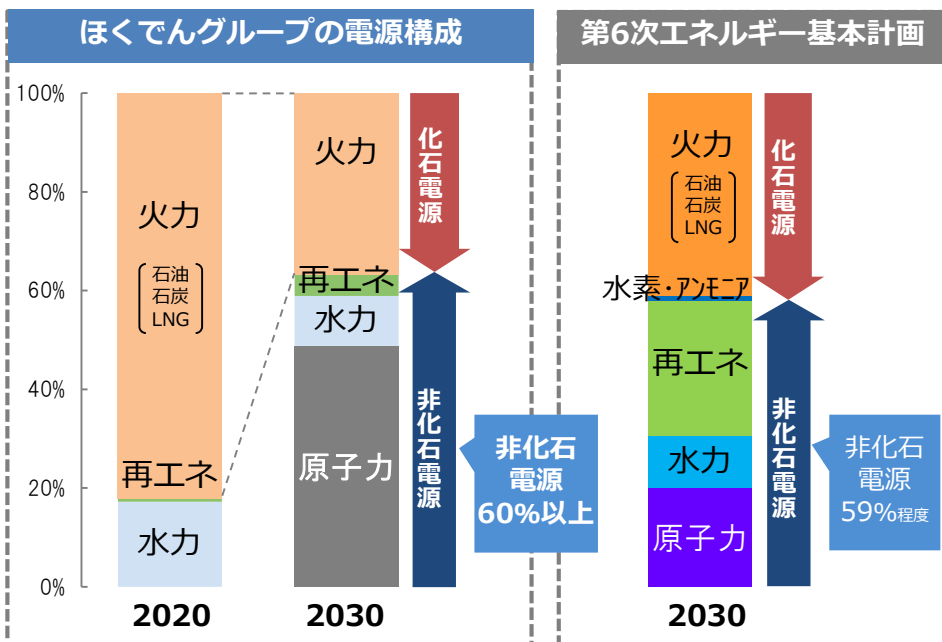 ほくでんグループの電源構成
第6次エネルギー基本計画
100%
80%
60%
40%
20%
0%
火力
石油
石炭
LNG
再エネ
水力
2020
火力
再エネ
水力
原子力
2030
化石電源
非化石電源
非化石
電源
60%以上
火力
石油
石炭
LNG
水素・アンモニア
再エネ
水力
原子力
2030
化石電源
非化石電源
非化石
電源
59%程度